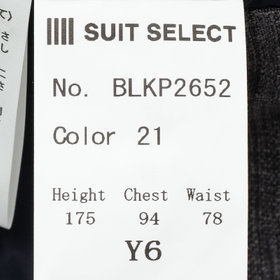 SUIT SELECT
No. BLKP2652
Color 21
Height Chest Waist
175 94 78
Y6